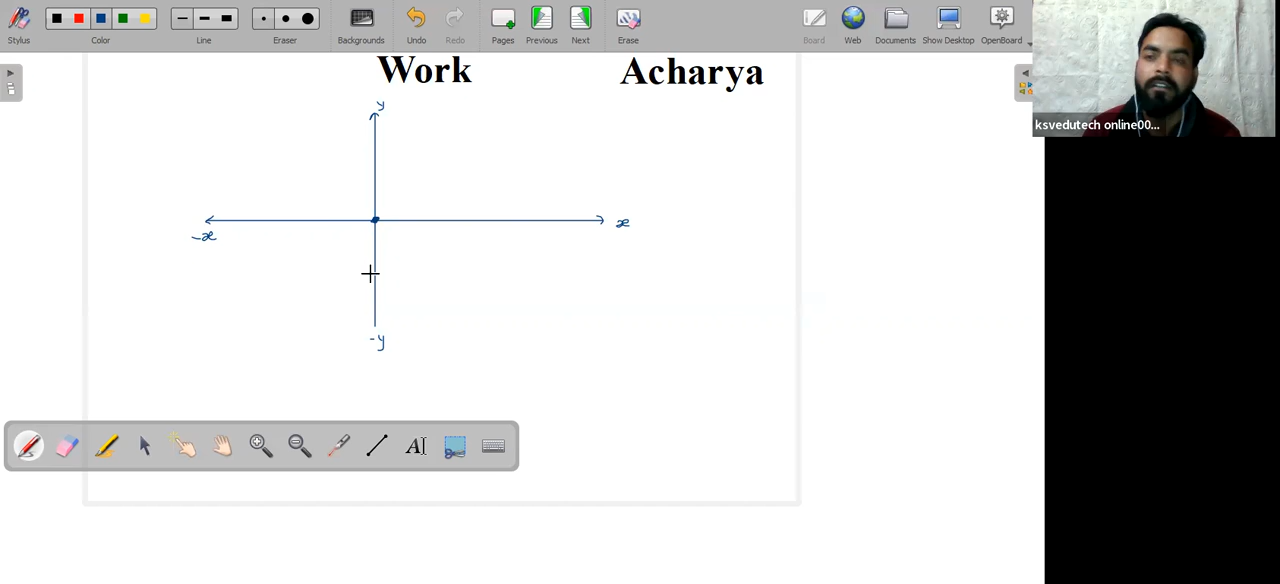 Stylus Color Line Eraser Backgrounds Undo Redo Pages Previous Next Erase Board Web Documents Show Desktop OpenBoard
Work Acharya
ksvedutech online00...
y
-x x
-y
AI